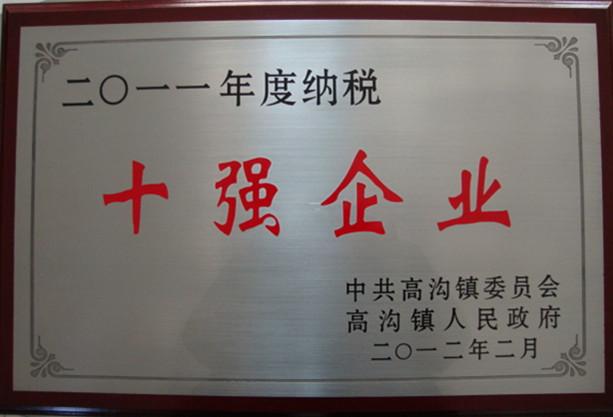 二〇一一年度纳税
十强企业
中共高沟镇委员会
高沟镇人民政府
二〇一二年二月